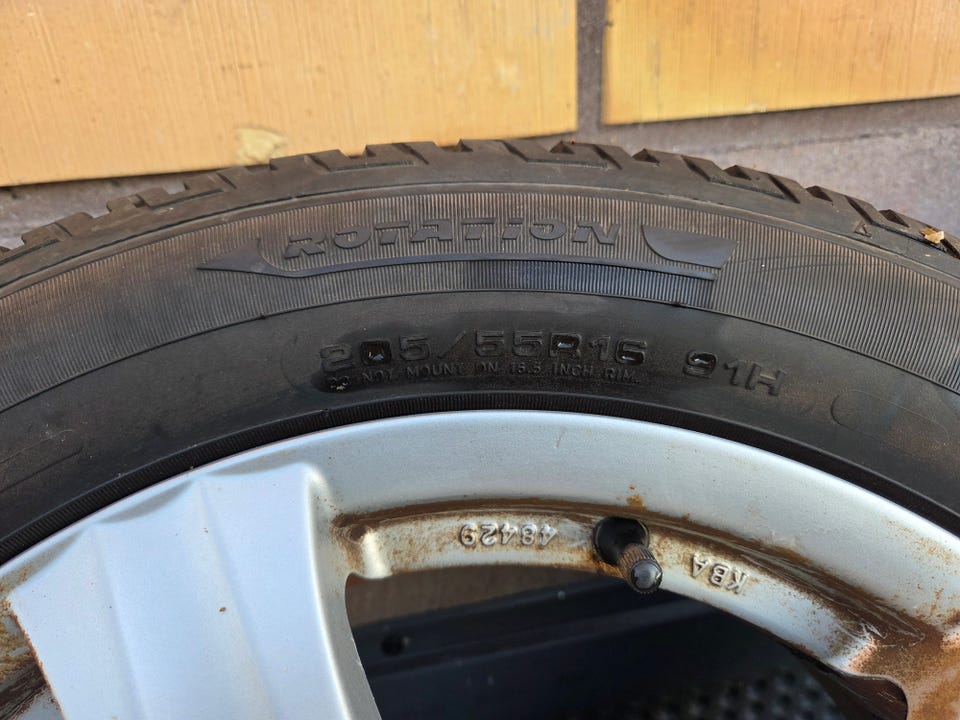 ROTATION
205/55R16 91H
DO NOT MOUNT ON 16.5 INCH RIM.
48429
KBA